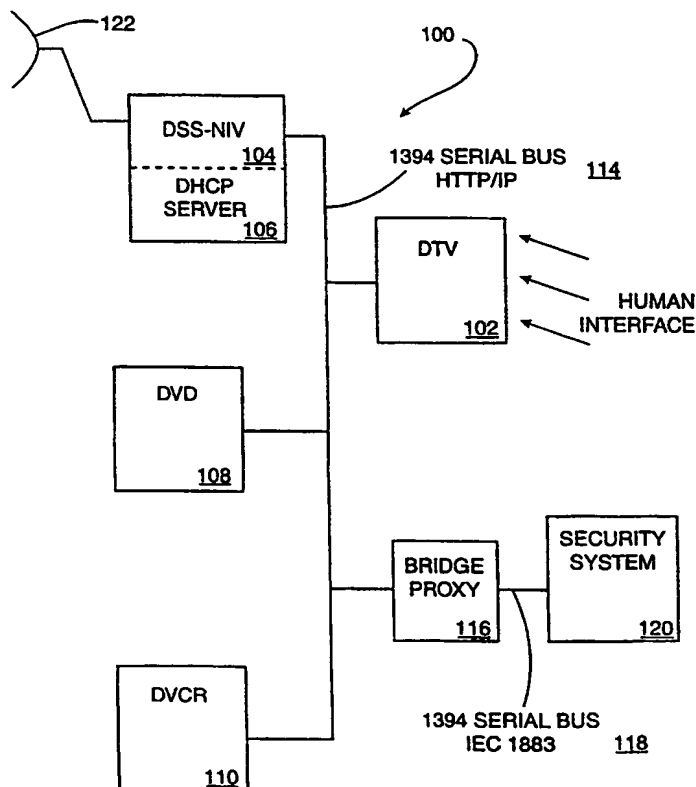 122
100
DSS-NIV
104
DHCP
SERVER
106
1394 SERIAL BUS
HTTP/IP
114
DTV
102
HUMAN
INTERFACE
DVD
108
BRIDGE
PROXY
116
SECURITY
SYSTEM
120
DVCR
110
1394 SERIAL BUS
IEC 1883
118